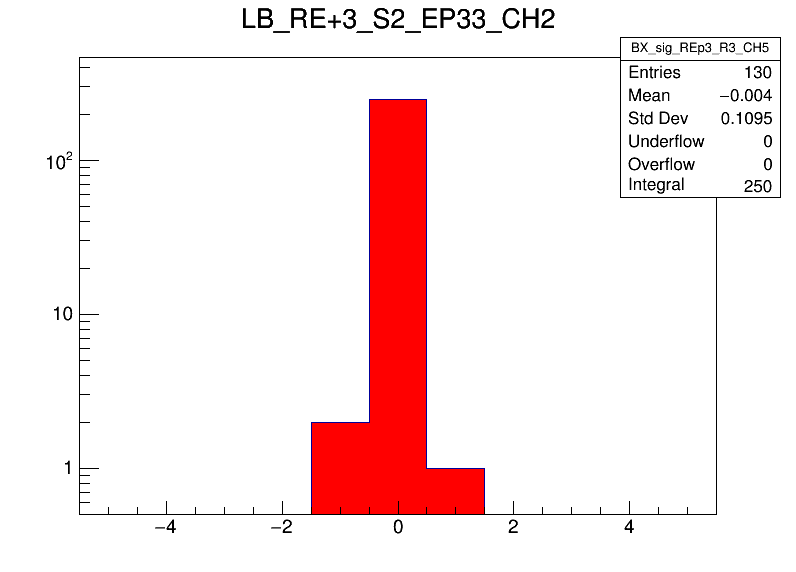 LB_RE+3_S2_EP33_CH2
BX_sig_REp3_R3_CH5
Entries 130
Mean −0.004
Std Dev 0.1095
Underflow 0
Overflow 0
Integral 250
10²
10
1
−4 −2 0 2 4